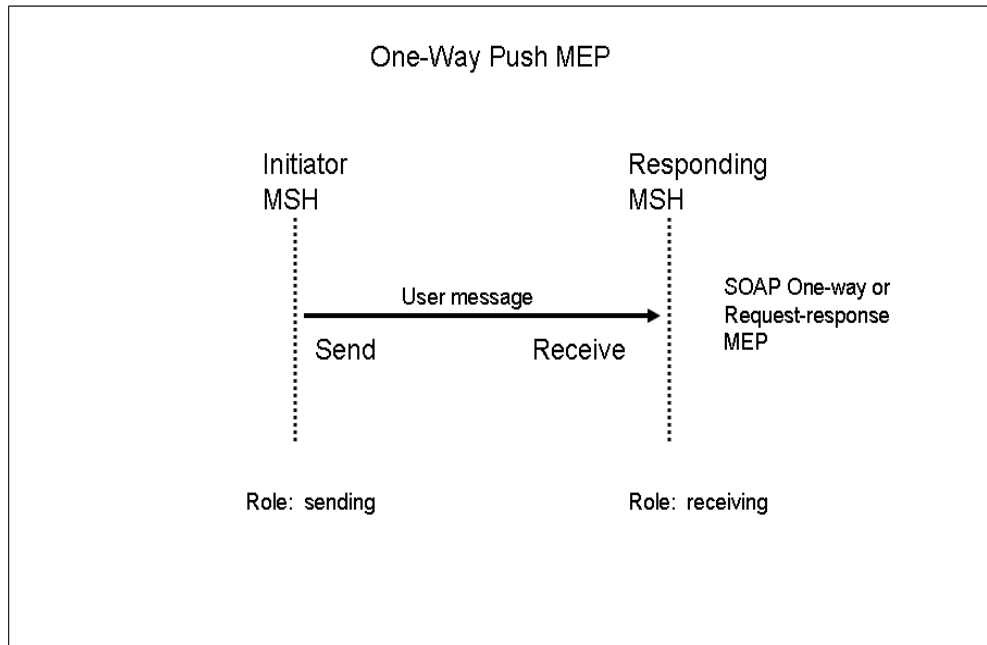 One-Way Push MEP
Initiator
MSH
Responding
MSH
User message
Send
Receive
SOAP One-way or
Request-response
MEP
Role: sending
Role: receiving